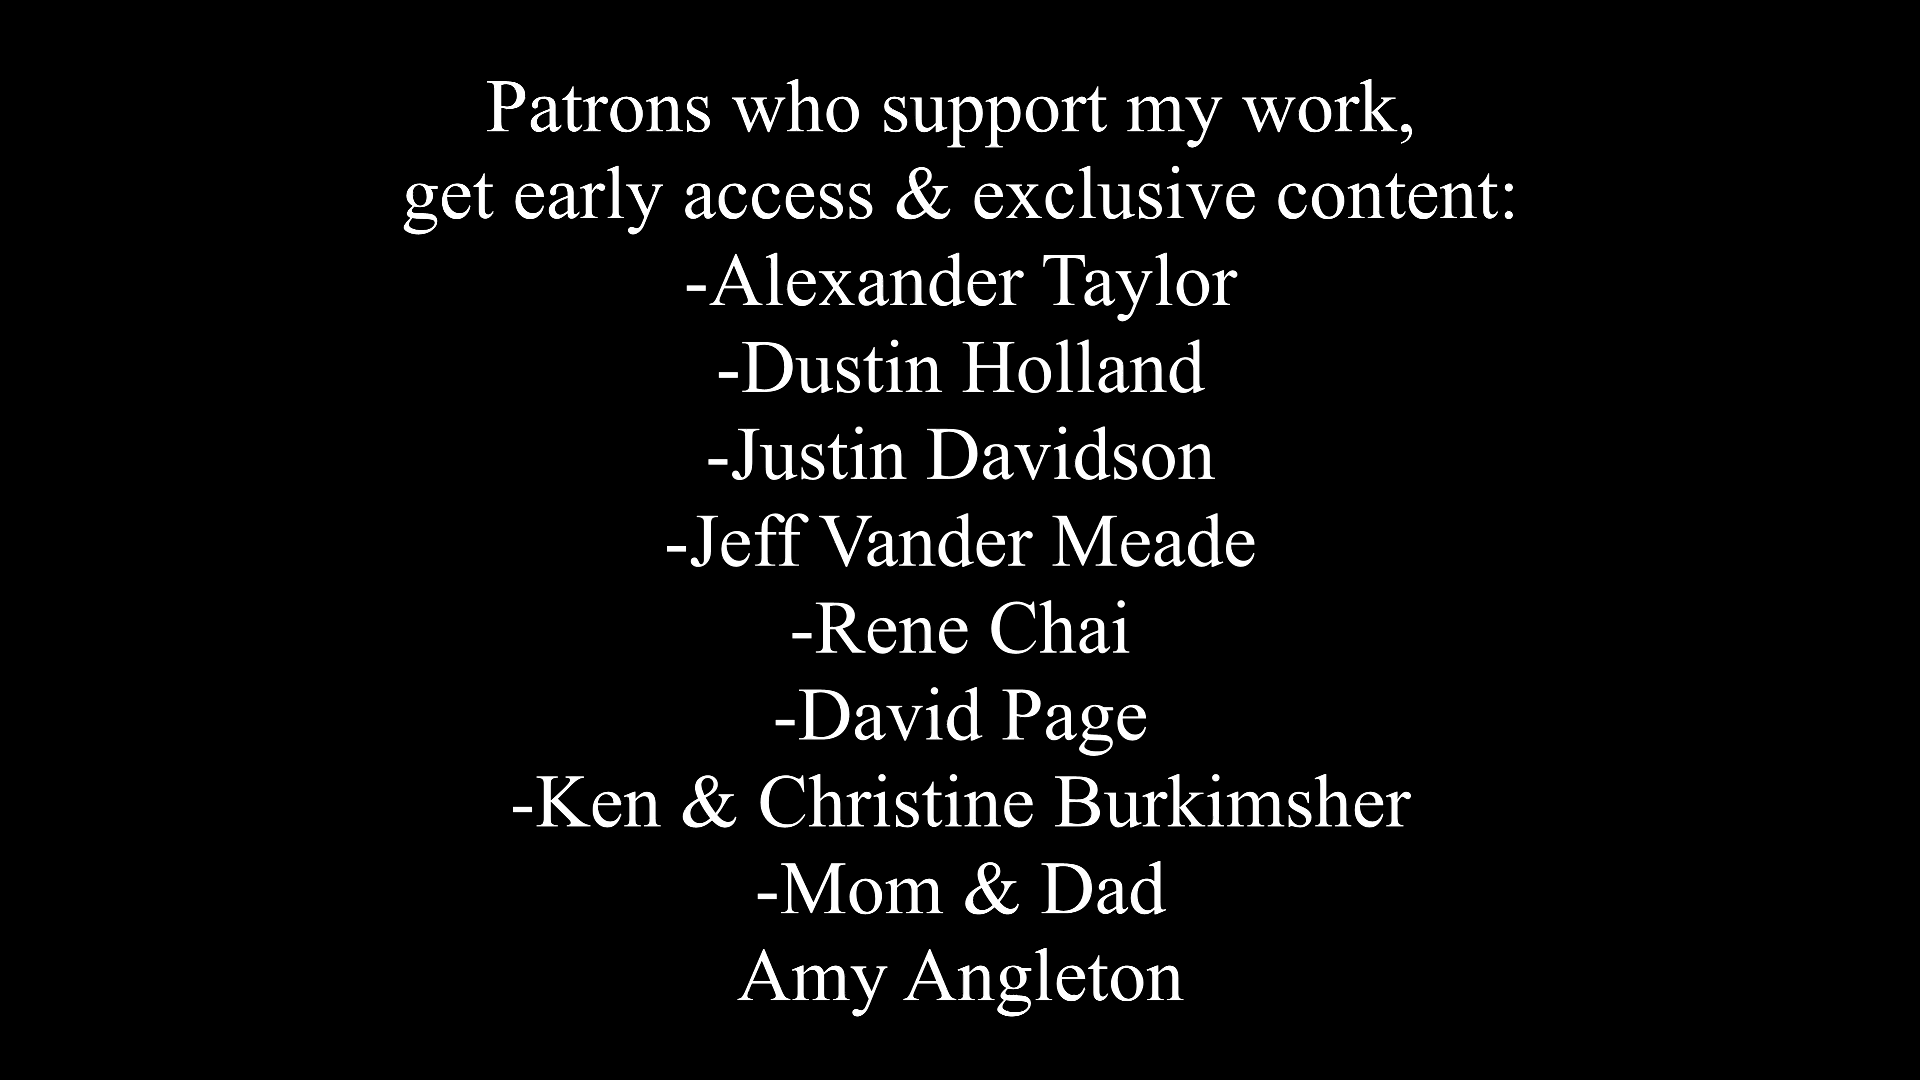 Patrons who support my work,
get early access & exclusive content:
-Alexander Taylor
-Dustin Holland
-Justin Davidson
-Jeff Vander Meade
-Rene Chai
-David Page
-Ken & Christine Burkimsher
-Mom & Dad
Amy Angleton